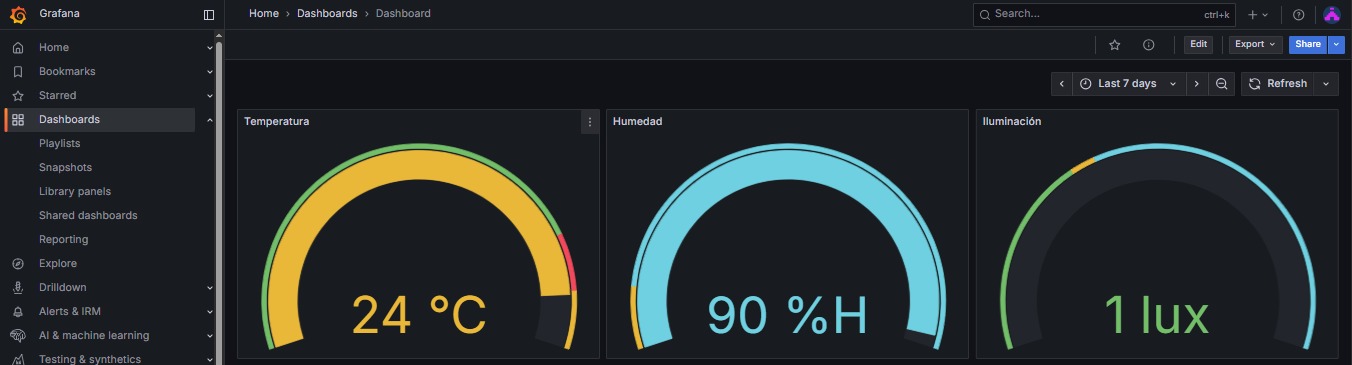 Grafana
Home › Dashboards › Dashboard
Search... ctrl+k
Edit Export Share
Last 7 days Refresh
Home
Bookmarks
Starred
Dashboards
Playlists
Snapshots
Library panels
Shared dashboards
Reporting
Explore
Drilldown
Alerts & IRM
AI & machine learning
Testing & synthetics
Temperatura
24 °C
Humedad
90 %H
Iluminación
1 lux